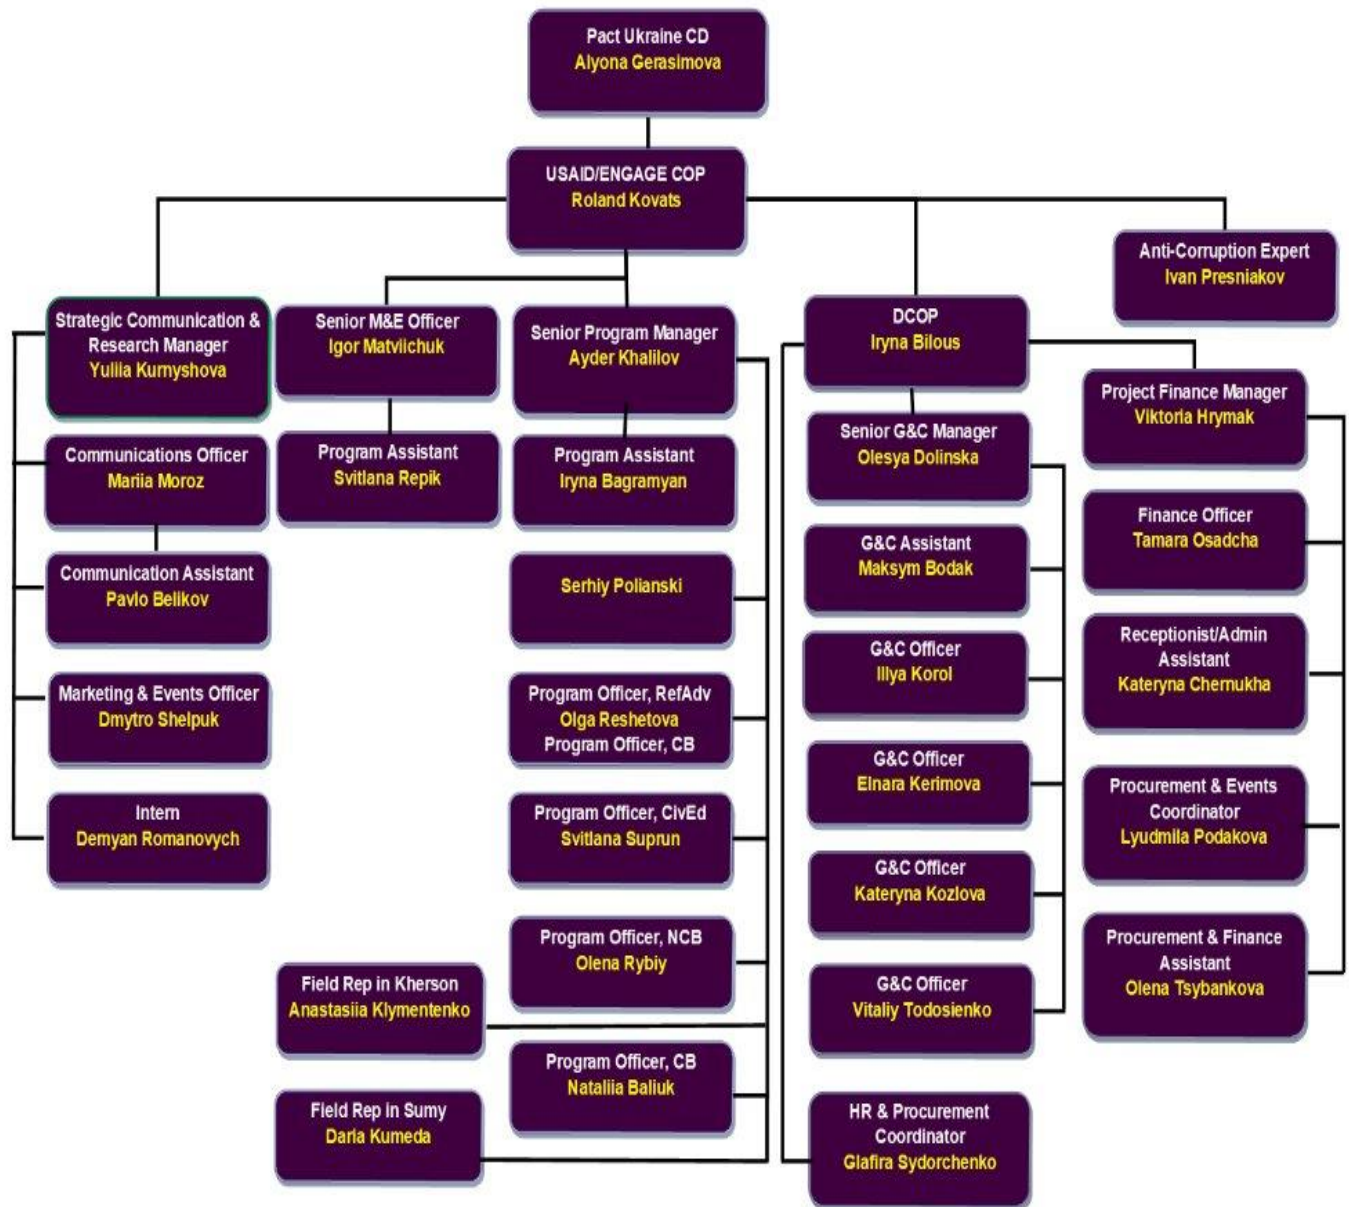 Pact Ukraine CD
Alyona Gerasimova
USAID/ENGAGE COP
Roland Kovats
Anti-Corruption Expert
Ivan Presniakov
Strategic Communication &
Research Manager
Yuliia Kurnyshova
Senior M&E Officer
Igor Matviichuk
Senior Program Manager
Ayder Khalilov
DCOP
Iryna Bilous
Project Finance Manager
Viktoria Hrymak
Communications Officer
Mariia Moroz
Program Assistant
Svitlana Repik
Program Assistant
Iryna Bagramyan
Senior G&C Manager
Olesya Dolinska
Finance Officer
Tamara Osadcha
Communication Assistant
Pavlo Belikov
Serhiy Polianski
G&C Assistant
Maksym Bodak
Receptionist/Admin
Assistant
Kateryna Chernukha
Marketing & Events Officer
Dmytro Shelpuk
Program Officer, RefAdv
Olga Reshetova
Program Officer, CB
G&C Officer
Illya Korol
Intern
Demyan Romanovych
Program Officer, CivEd
Svitlana Suprun
G&C Officer
Elnara Kerimova
Procurement & Events
Coordinator
Lyudmila Podakova
G&C Officer
Kateryna Kozlova
Program Officer, NCB
Olena Rybiy
Procurement & Finance
Assistant
Olena Tsybankova
Field Rep in Kherson
Anastasiia Klymentenko
G&C Officer
Vitaliy Todosienko
Program Officer, CB
Nataliia Baliuk
Field Rep in Sumy
Daria Kumeda
HR & Procurement
Coordinator
Glafira Sydorchenko